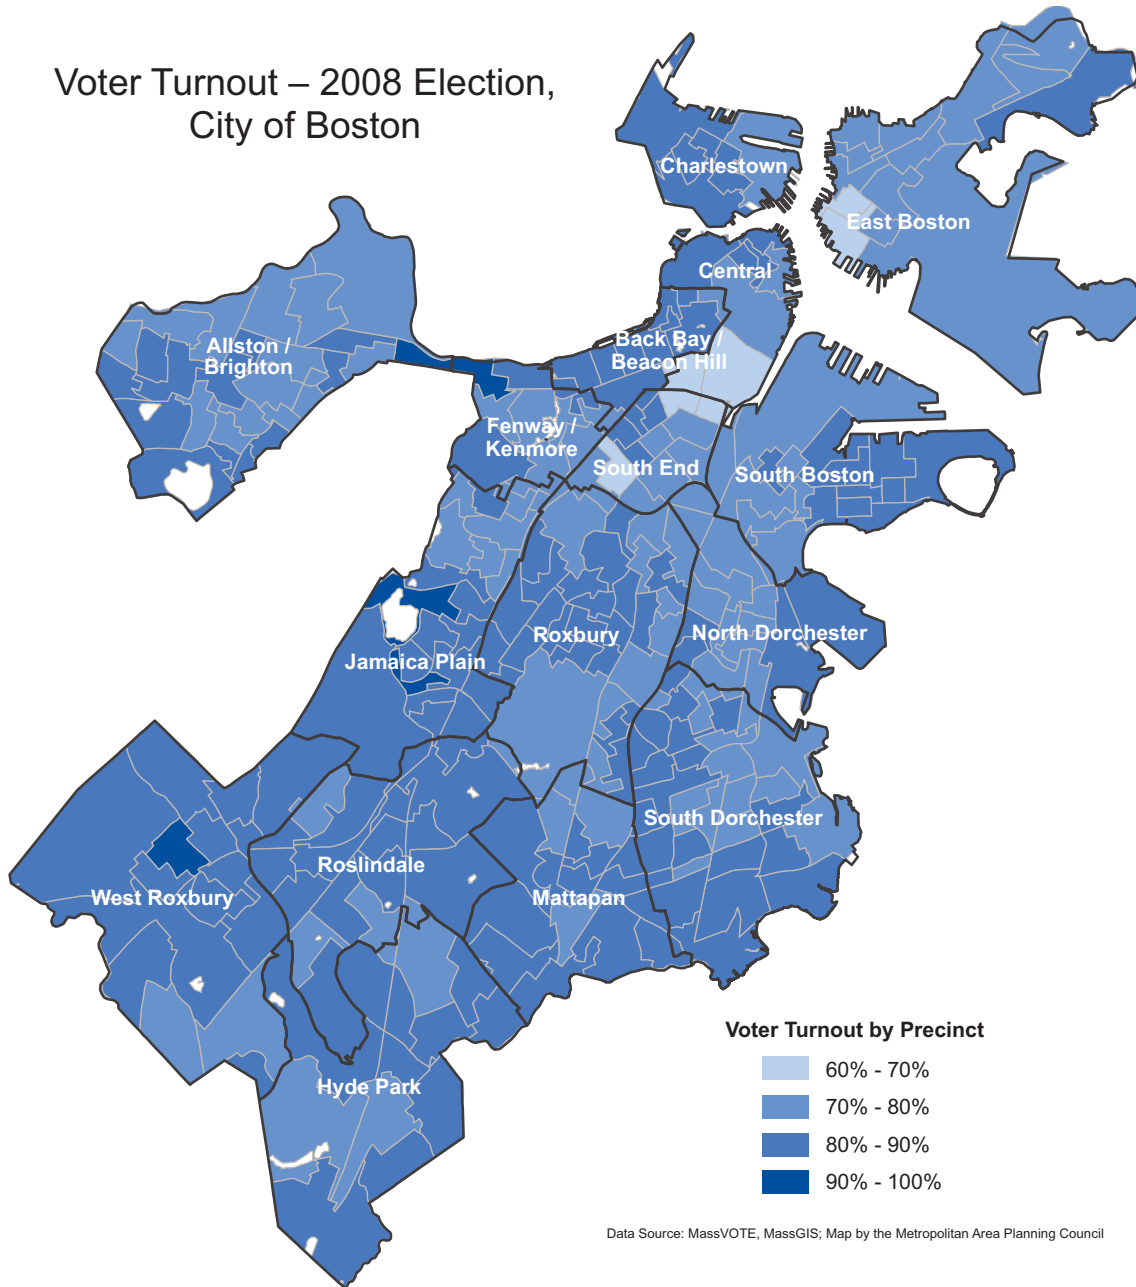 Voter Turnout – 2008 Election,
City of Boston
Charlestown
East Boston
Central
Allston /
Brighton
Back Bay /
Beacon Hill
Fenway /
Kenmore
South End
South Boston
Roxbury
North Dorchester
Jamaica Plain
South Dorchester
Roslindale
West Roxbury
Mattapan
Hyde Park
Voter Turnout by Precinct
60% - 70%
70% - 80%
80% - 90%
90% - 100%
Data Source: MassVOTE, MassGIS; Map by the Metropolitan Area Planning Council